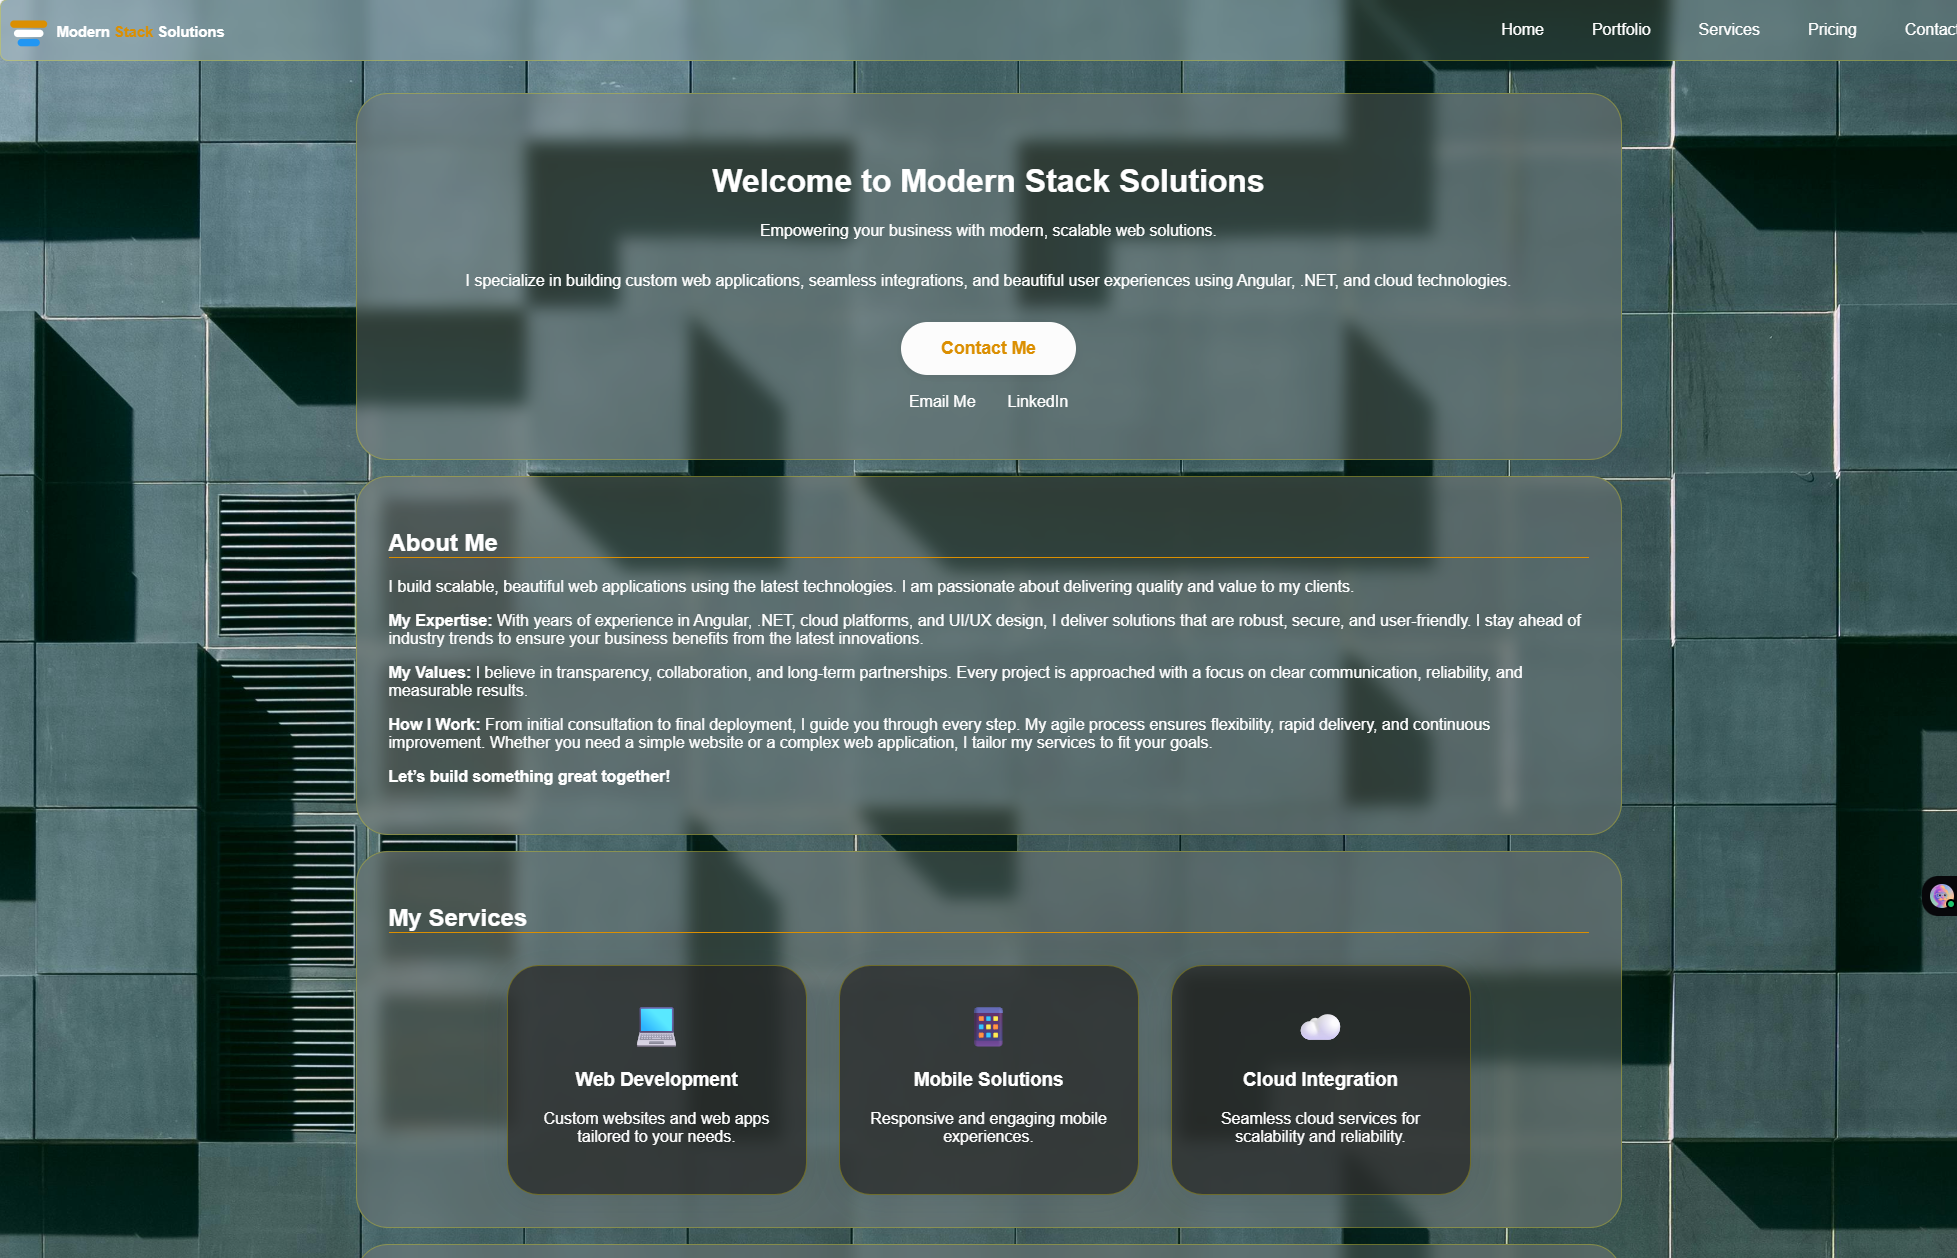 Modern Stack Solutions
Home Portfolio Services Pricing
Welcome to Modern Stack Solutions
Empowering your business with modern, scalable web solutions.
I specialize in building custom web applications, seamless integrations, and beautiful user experiences using Angular, .NET, and cloud technologies.
Contact Me
Email Me LinkedIn
About Me
I build scalable, beautiful web applications using the latest technologies. I am passionate about delivering quality and value to my clients.
My Expertise: With years of experience in Angular, .NET, cloud platforms, and UI/UX design, I deliver solutions that are robust, secure, and user-friendly. I stay ahead of
industry trends to ensure your business benefits from the latest innovations.
My Values: I believe in transparency, collaboration, and long-term partnerships. Every project is approached with a focus on clear communication, reliability, and
measurable results.
How I Work: From initial consultation to final deployment, I guide you through every step. My agile process ensures flexibility, rapid delivery, and continuous
improvement. Whether you need a simple website or a complex web application, I tailor my services to fit your goals.
Let’s build something great together!
My Services
Web Development
Custom websites and web apps
tailored to your needs.
Mobile Solutions
Responsive and engaging mobile
experiences.
Cloud Integration
Seamless cloud services for
scalability and reliability.